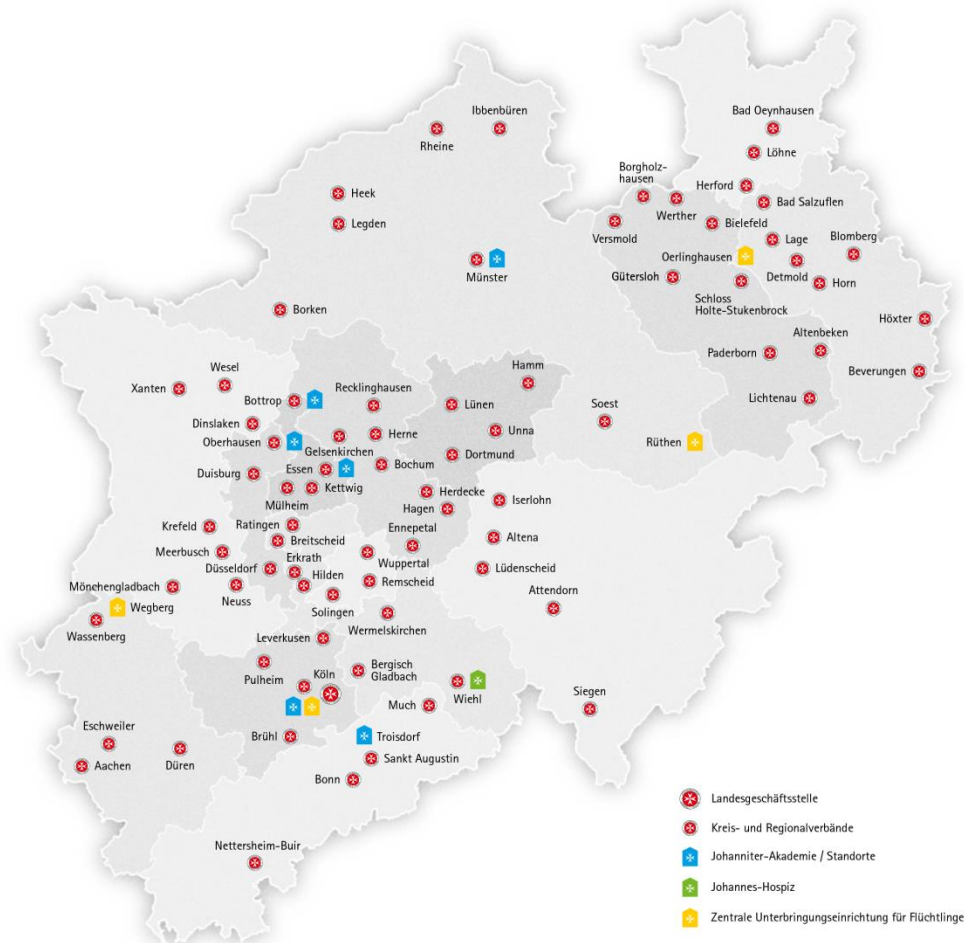 Ibbenbüren
Rheine
Bad Oeynhausen
Löhne
Borgholz-
hausen
Herford
Heek
Werther
Bad Salzuflen
Legden
Versmold
Bielefeld
Lage
Blomberg
Oerlinghausen
Münster
Gütersloh
Detmold
Horn
Schloss
Holte-Stukenbrock
Borken
Höxter
Altenbeken
Paderborn
Hamm
Wesel
Xanten
Recklinghausen
Beverungen
Bottrop
Lünen
Soest
Lichtenau
Dinslaken
Herne
Unna
Oberhausen
Rüthen
Gelsenkirchen
Dortmund
Essen
Bochum
Duisburg
Kettwig
Mülheim
Herdecke
Iserlohn
Hagen
Krefeld
Ratingen
Ennepetal
Breitscheid
Altena
Meerbusch
Erkrath
Wuppertal
Düsseldorf
Lüdenscheid
Hilden
Remscheid
Mönchengladbach
Attendorn
Neuss
Solingen
Wegberg
Wassenberg
Wermelskirchen
Leverkusen
Pulheim
Köln
Bergisch
Gladbach
Wiehl
Siegen
Much
Eschweiler
Brühl
Troisdorf
Aachen
Düren
Sankt Augustin
Bonn
Nettersheim-Buir
Landesgeschäftsstelle
Kreis- und Regionalverbände
Johanniter-Akademie / Standorte
Johannes-Hospiz
Zentrale Unterbringungseinrichtung für Flüchtlinge